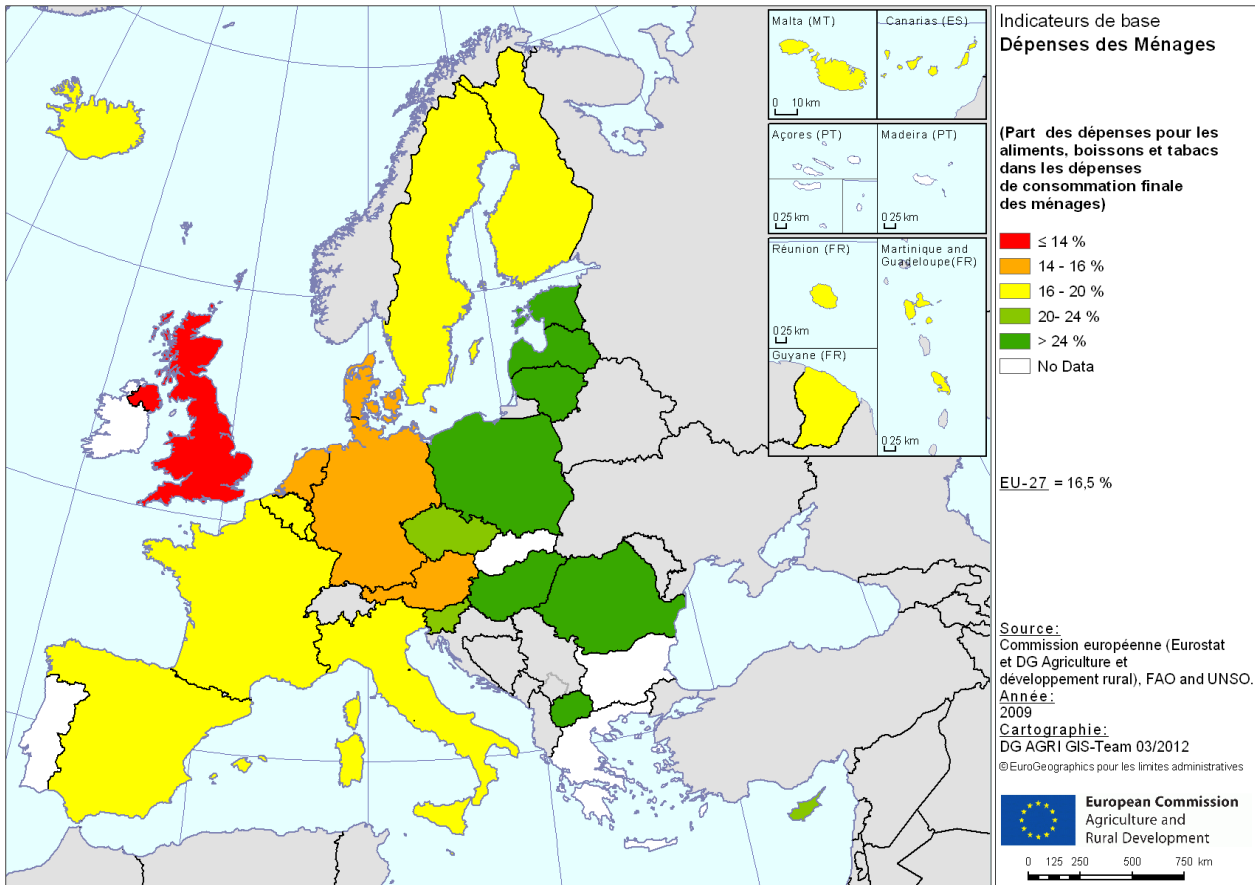 Malta (MT)
0 10 km
Canarias (ES)
Açores (PT)
0 25 km
Madeira (PT)
0 25 km
Réunion (FR)
0 25 km
Martinique and
Guadeloupe(FR)
0 25 km
Guyane (FR)
Indicateurs de base
Dépenses des Ménages
(Part des dépenses pour les
aliments, boissons et tabacs
dans les dépenses
de consommation finale
des ménages)
≤ 14 %
14 - 16 %
16 - 20 %
20- 24 %
> 24 %
No Data
EU-27 = 16,5 %
Source:
Commission européenne (Eurostat
et DG Agriculture et
développement rural), FAO and UNSO.
Année:
2009
Cartographie:
DG AGRI GIS-Team 03/2012
© EuroGeographics pour les limites administratives
European Commission
Agriculture and
Rural Development
0 125 250 500 750 km